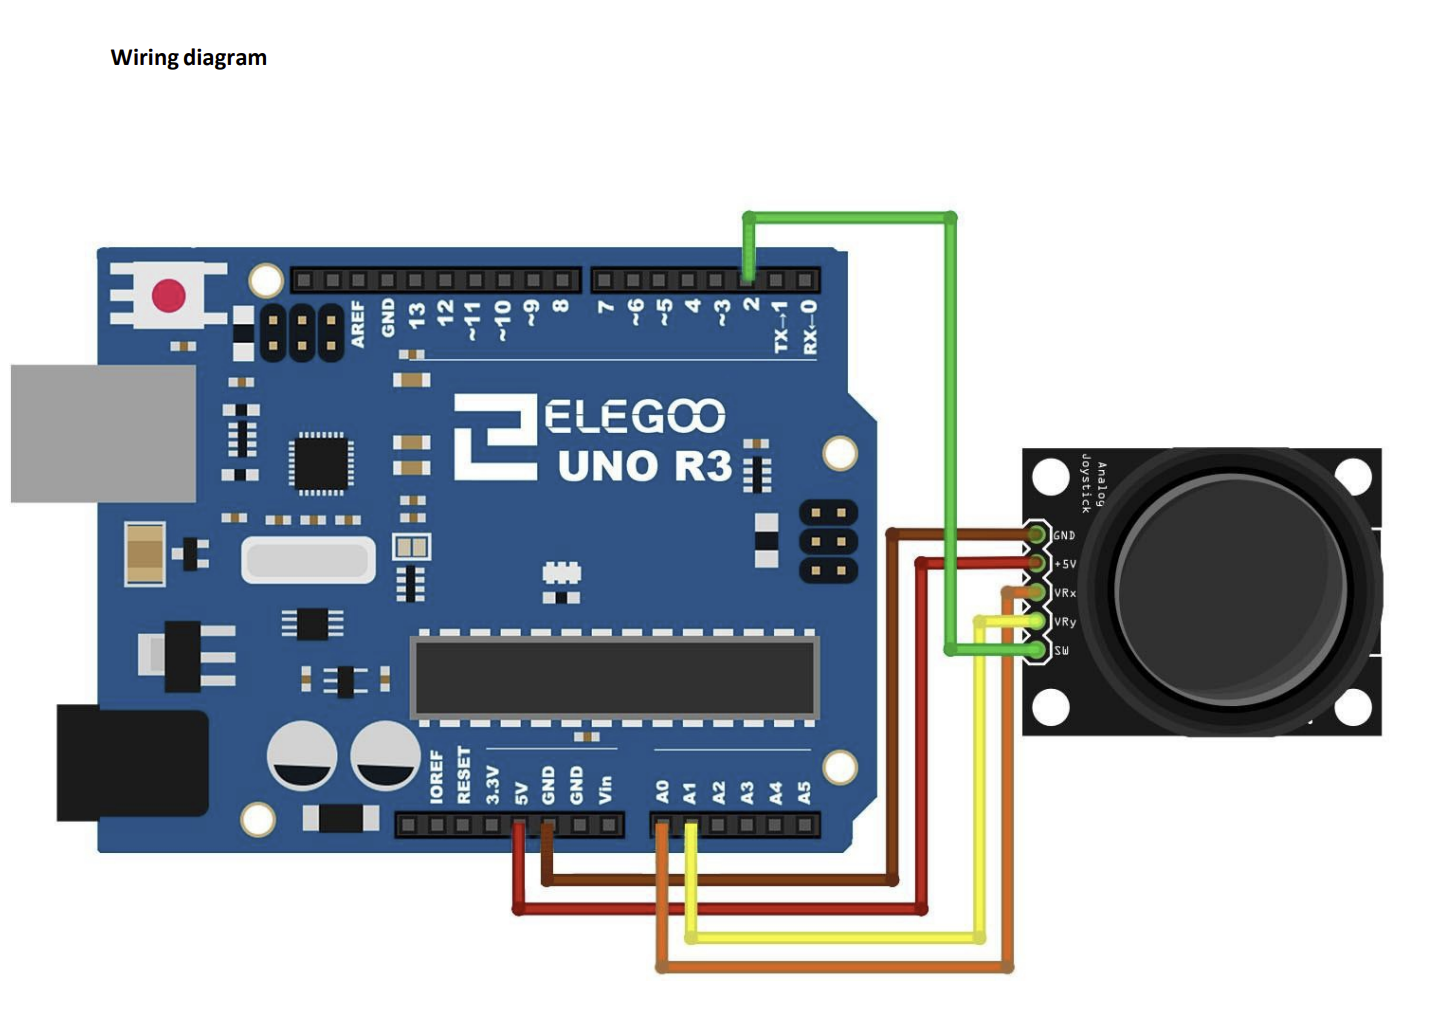 Wiring diagram
AREF
GND
13
12
~11
~10
~9
8
7
~6
~5
4
~3
2
TX→1
RX←0
ELEGOO
UNO R3
Analog
Joystick
GND
+5V
VRx
VRy
SW
IOREF
RESET
3.3V
5V
GND
GND
Vin
A0
A1
A2
A3
A4
A5